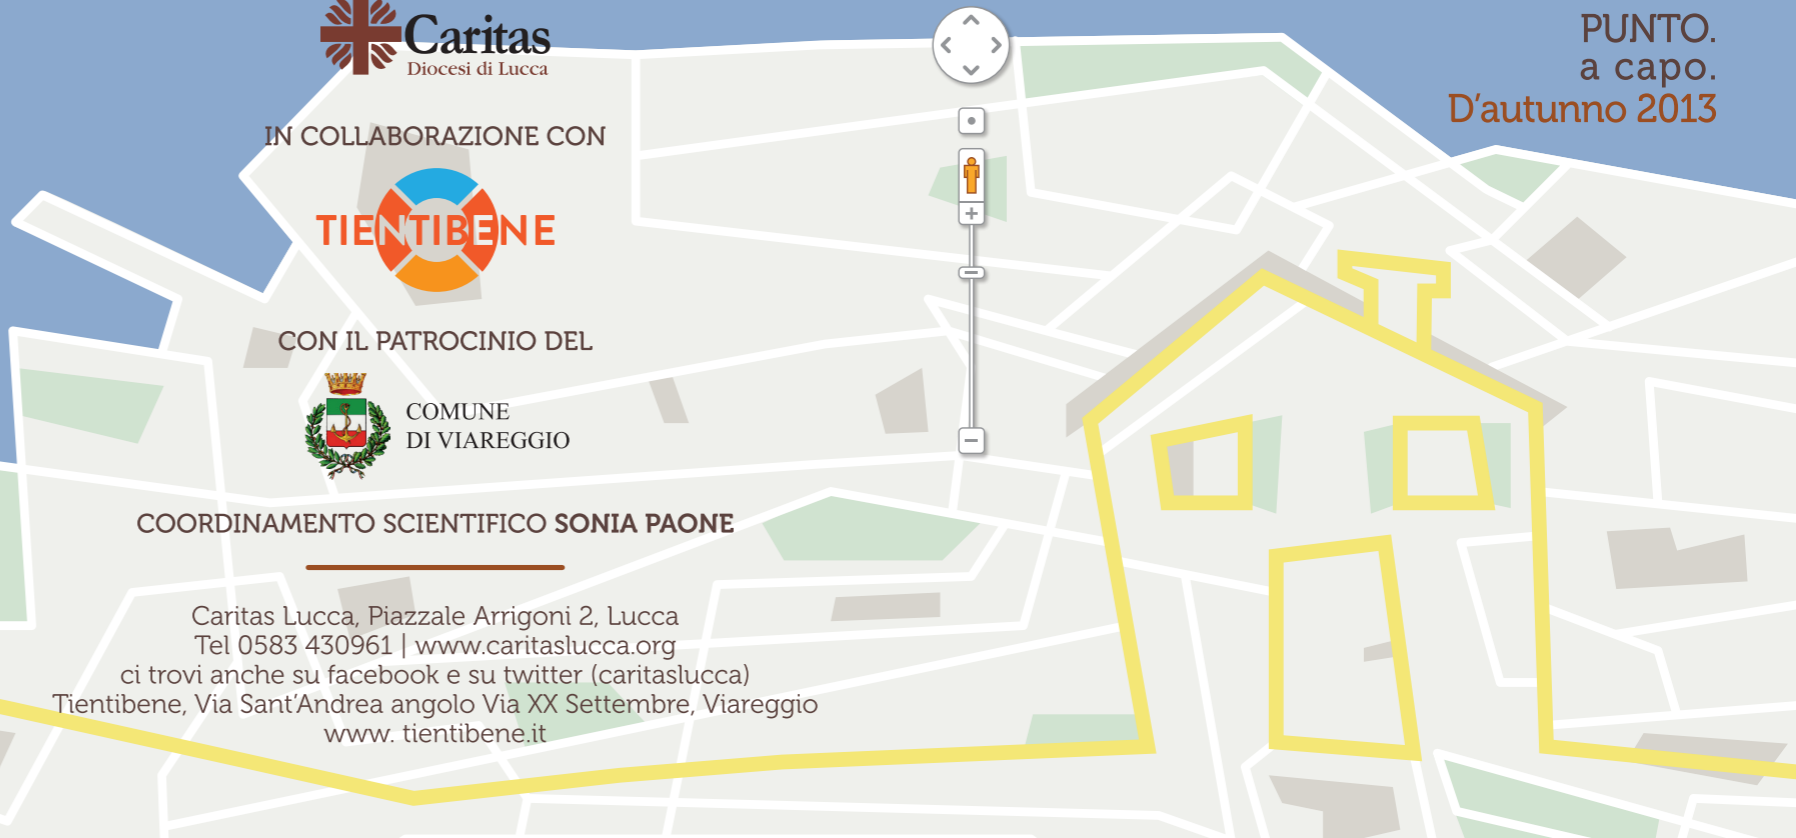 Caritas
Diocesi di Lucca
IN COLLABORAZIONE CON
TIENTIBENE
CON IL PATROCINIO DEL
COMUNE
DI VIAREGGIO
COORDINAMENTO SCIENTIFICO SONIA PAONE
Caritas Lucca, Piazzale Arrigoni 2, Lucca
Tel 0583 430961 | www.caritaslucca.org
ci trovi anche su facebook e su twitter (caritaslucca)
Tientibene, Via Sant'Andrea angolo Via XX Settembre, Viareggio
www. tientibene.it
PUNTO.
a capo.
D'autunno 2013